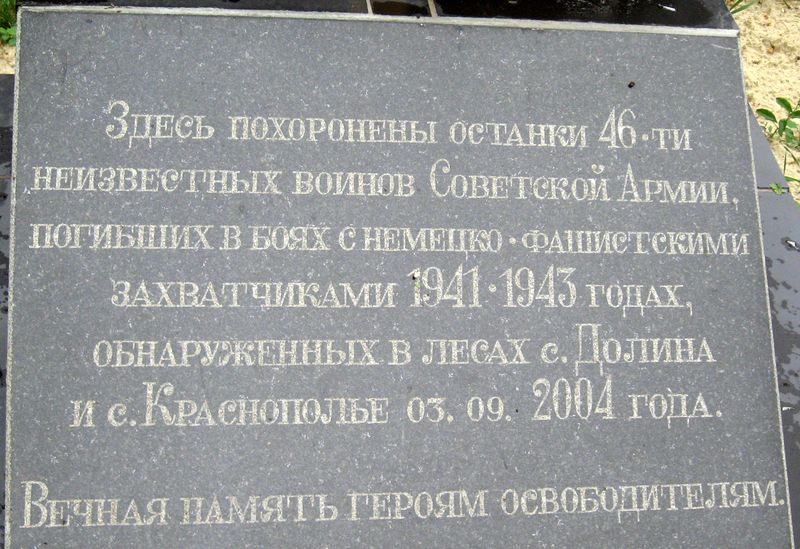 Здесь похоронены останки 46-ти
неизвестных воинов Советской Армии,
погибших в боях с немецко-фашистскими
захватчиками 1941-1943 годах,
обнаруженных в лесах с. Долина
и с. Краснополье 03. 09. 2004 года.
Вечная память героям освободителям.